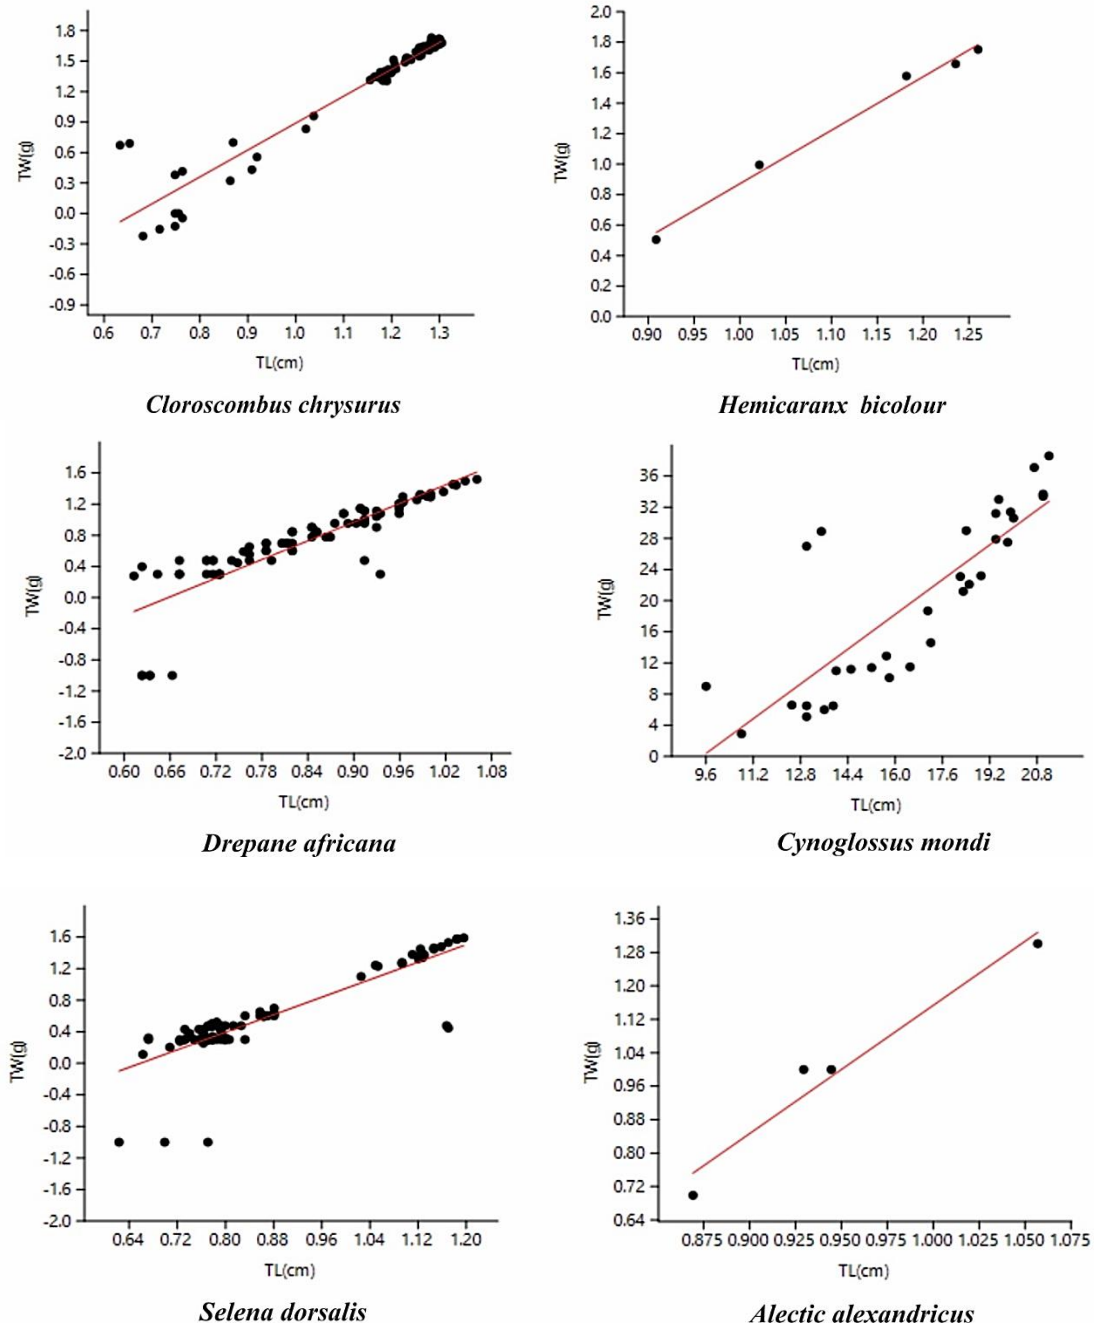 TW(g)
1.8
1.5
1.2
0.9
0.6
0.3
0.0
-0.3
-0.6
-0.9
0.6 0.7 0.8 0.9 1.0 1.1 1.2 1.3
TL(cm)
Cloroscombus chrysurus
TW(g)
2.0
1.8
1.6
1.4
1.2
1.0
0.8
0.6
0.4
0.2
0.0
0.90 0.95 1.00 1.05 1.10 1.15 1.20 1.25
TL(cm)
Hemicaranx bicolour
TW(g)
1.6
1.2
0.8
0.4
0.0
-0.4
-0.8
-1.2
-1.6
-2.0
0.60 0.66 0.72 0.78 0.84 0.90 0.96 1.02 1.08
TL(cm)
Drepane africana
TW(g)
36
32
28
24
20
16
12
8
4
0
9.6 11.2 12.8 14.4 16.0 17.6 19.2 20.8
TL(cm)
Cynoglossus mondi
TW(g)
1.6
1.2
0.8
0.4
0.0
-0.4
-0.8
-1.2
-1.6
-2.0
0.64 0.72 0.80 0.88 0.96 1.04 1.12 1.20
TL(cm)
Selena dorsalis
TW(g)
1.36
1.28
1.20
1.12
1.04
0.96
0.88
0.80
0.72
0.64
0.875 0.900 0.925 0.950 0.975 1.000 1.025 1.050 1.075
TL(cm)
Alectic alexandricus